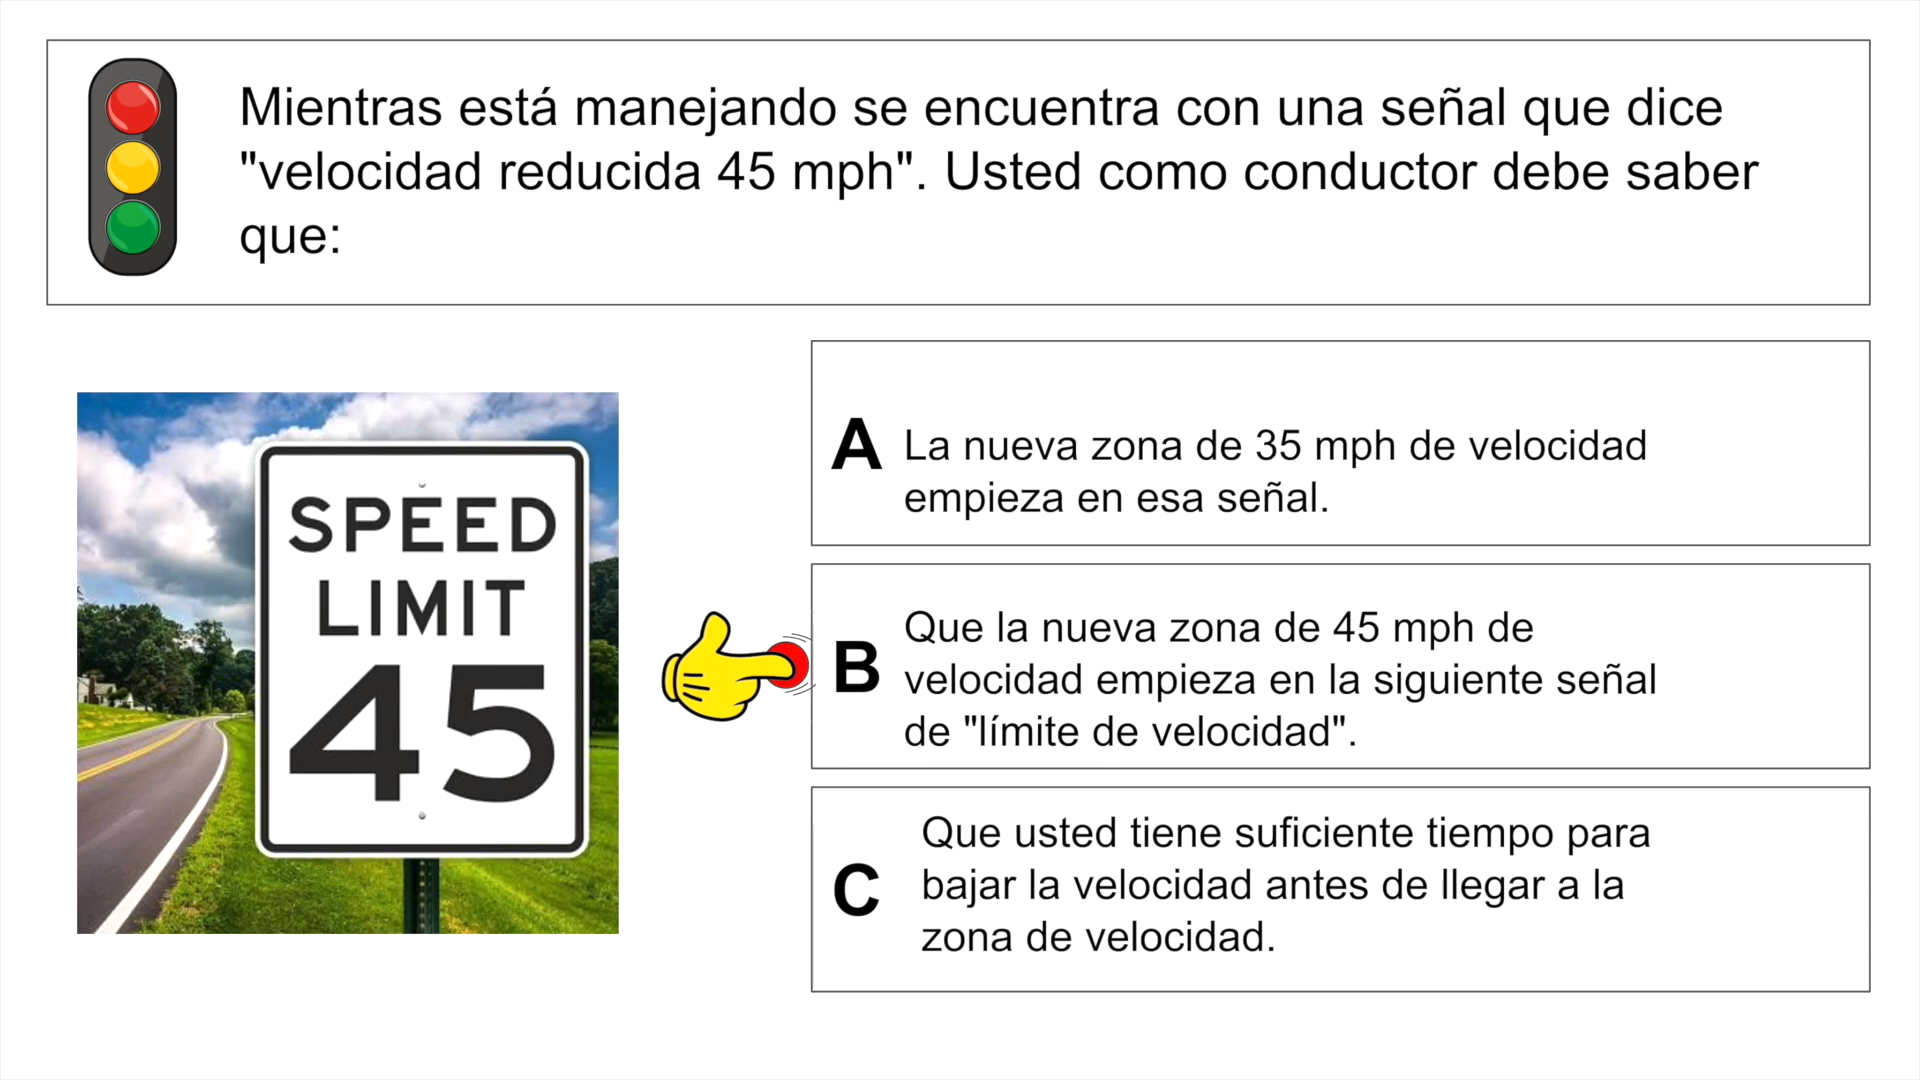 Mientras está manejando se encuentra con una señal que dice
"velocidad reducida 45 mph". Usted como conductor debe saber
que:
SPEED
LIMIT
45
A
La nueva zona de 35 mph de velocidad
empieza en esa señal.
B
Que la nueva zona de 45 mph de
velocidad empieza en la siguiente señal
de "límite de velocidad".
C
Que usted tiene suficiente tiempo para
bajar la velocidad antes de llegar a la
zona de velocidad.